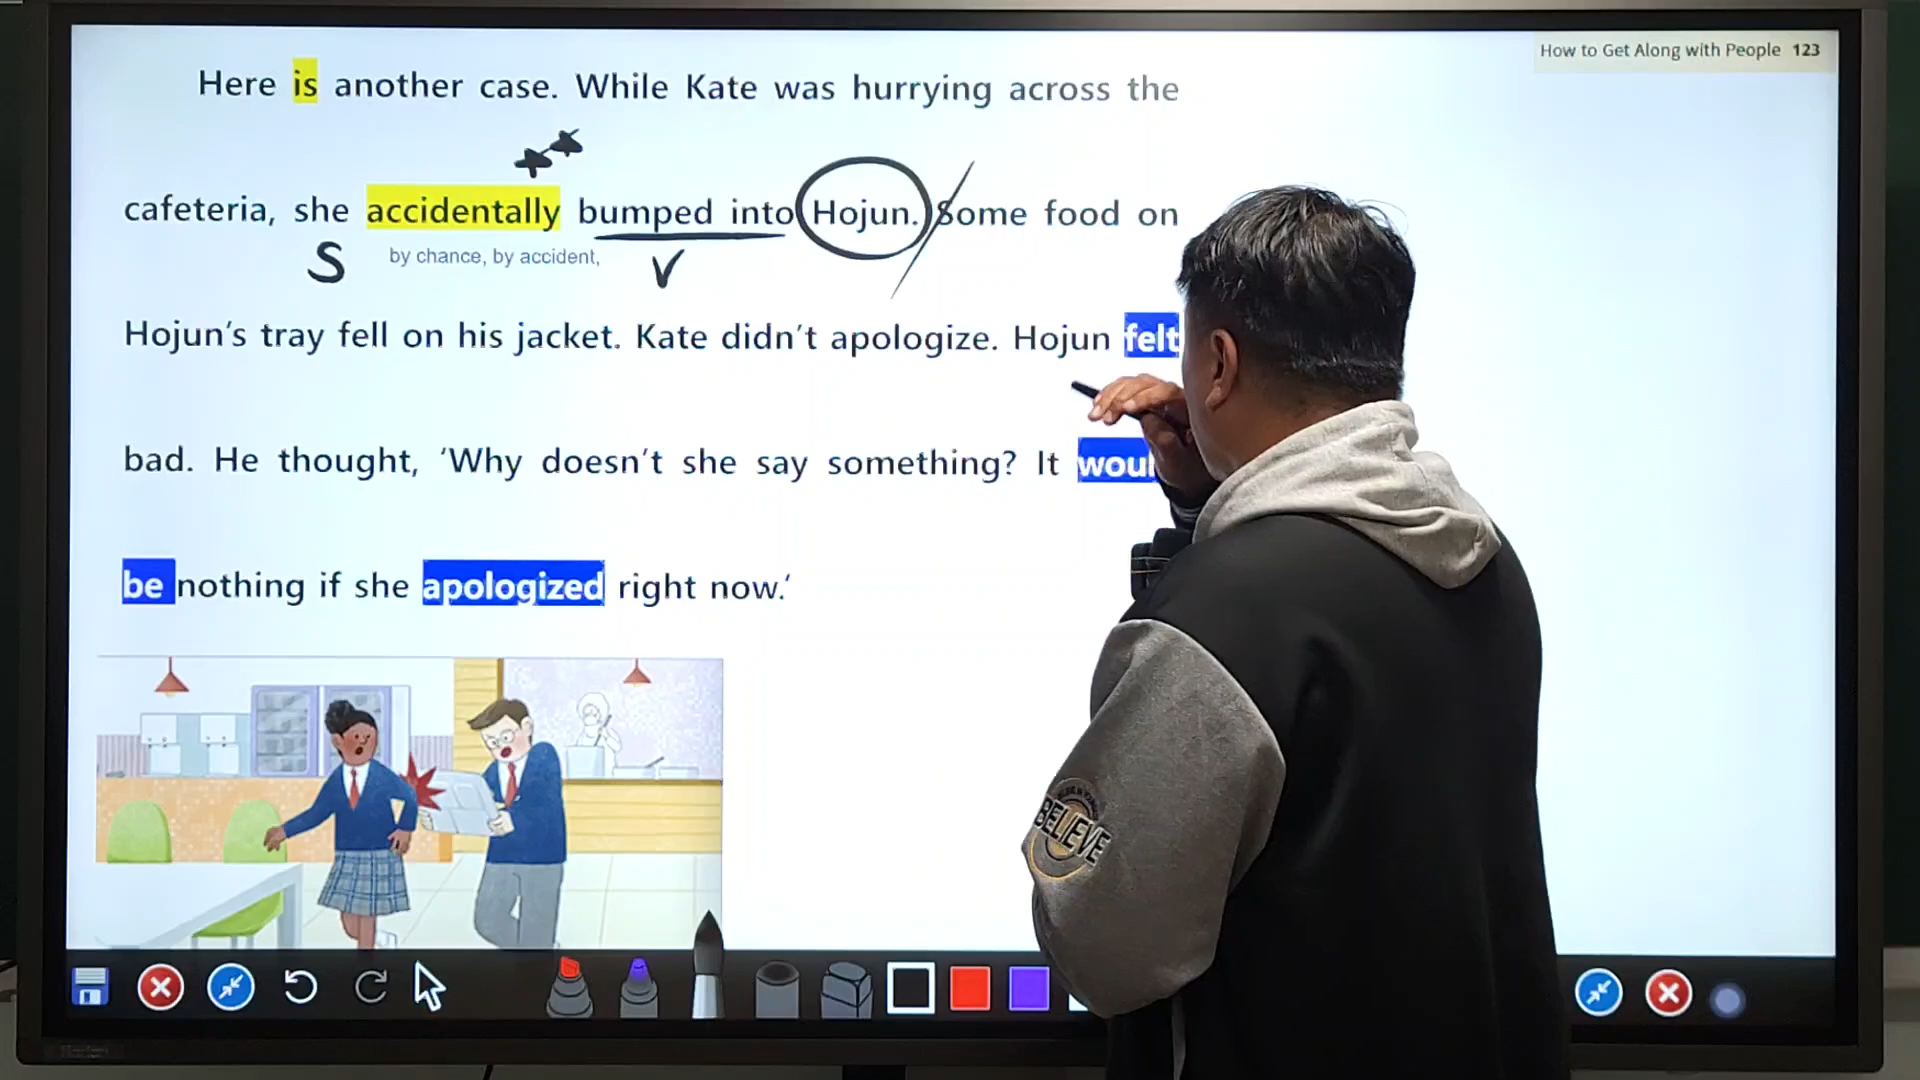 How to Get Along with People 123
Here is another case. While Kate was hurrying across the
cafeteria, she accidentally bumped into Hojun. Some food on
S by chance, by accident, V
Hojun's tray fell on his jacket. Kate didn't apologize. Hojun felt
bad. He thought, 'Why doesn't she say something? It
be nothing if she apologized right now.'
BELIEVE